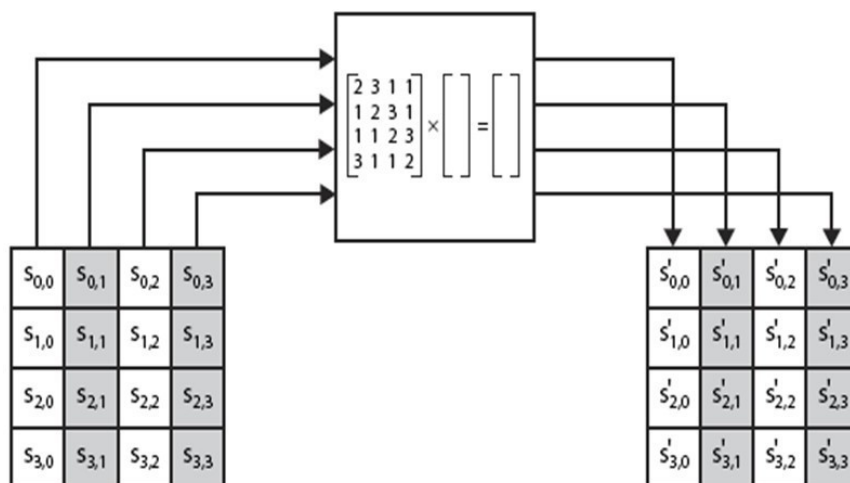 2 3 1 1
1 2 3 1
1 1 2 3
3 1 1 2
× =
S0,0 S0,1 S0,2 S0,3
S1,0 S1,1 S1,2 S1,3
S2,0 S2,1 S2,2 S2,3
S3,0 S3,1 S3,2 S3,3
S'0,0 S'0,1 S'0,2 S'0,3
S'1,0 S'1,1 S'1,2 S'1,3
S'2,0 S'2,1 S'2,2 S'2,3
S'3,0 S'3,1 S'3,2 S'3,3